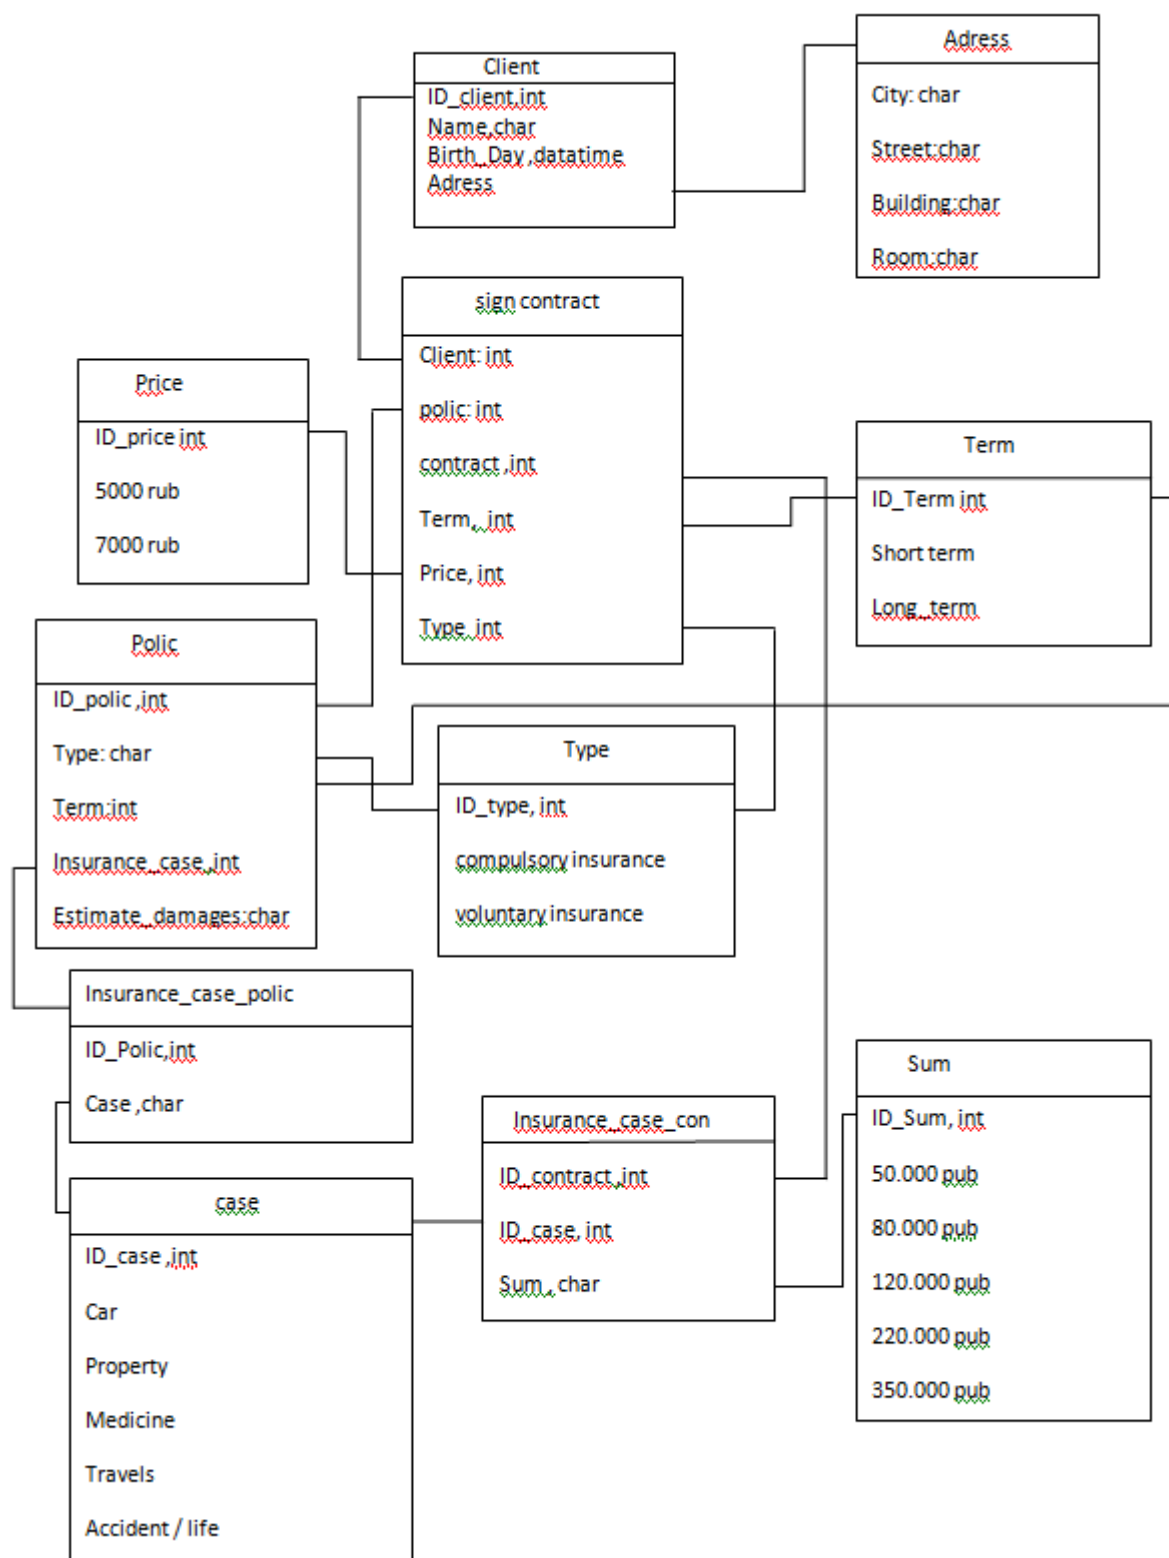 Client
ID_client,int
Name,char
Birth_Day ,datatime
Adress
Adress
City: char
Street:char
Building:char
Room:char
sign contract
Client: int
polic: int
contract ,int
Term, int
Price, int
Type, int
Price
ID_price int
5000 rub
7000 rub
Term
ID_Term int
Short term
Long_term
Polic
ID_polic ,int
Type: char
Term:int
Insurance_case,int
Estimate_damages:char
Type
ID_type, int
compulsory insurance
voluntary insurance
Insurance_case_polic
ID_Polic,int
Case ,char
case
ID_case ,int
Car
Property
Medicine
Travels
Accident / life
Insurance_case_con
ID_contract,int
ID_case, int
Sum , char
Sum
ID_Sum, int
50.000 pub
80.000 pub
120.000 pub
220.000 pub
350.000 pub